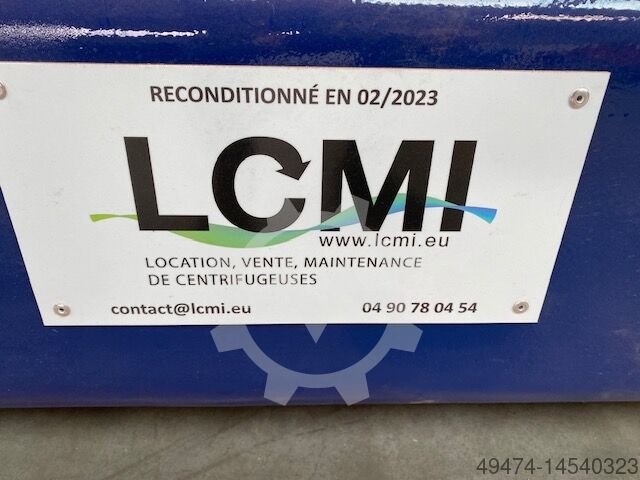 RECONDITIONNÉ EN 02/2023
LCMI
www.lcmi.eu
LOCATION, VENTE, MAINTENANCE
DE CENTRIFUGEUSES
contact@lcmi.eu 04 90 78 04 54
49474-14540323